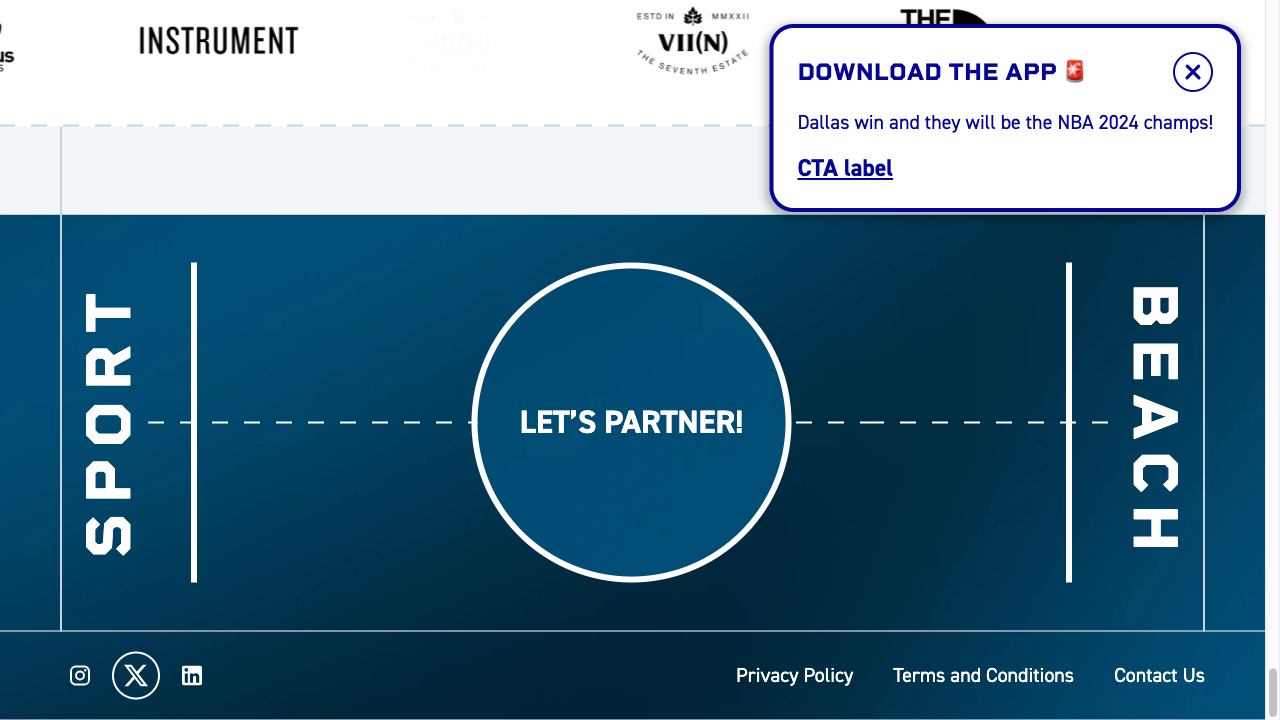 INSTRUMENT
ESTD IN MMXXII
VII(N)
THE SEVENTH ESTATE
THE
DOWNLOAD THE APP
Dallas win and they will be the NBA 2024 champs!
CTA label
SPORT
LET'S PARTNER!
BEACH
Privacy Policy
Terms and Conditions
Contact Us